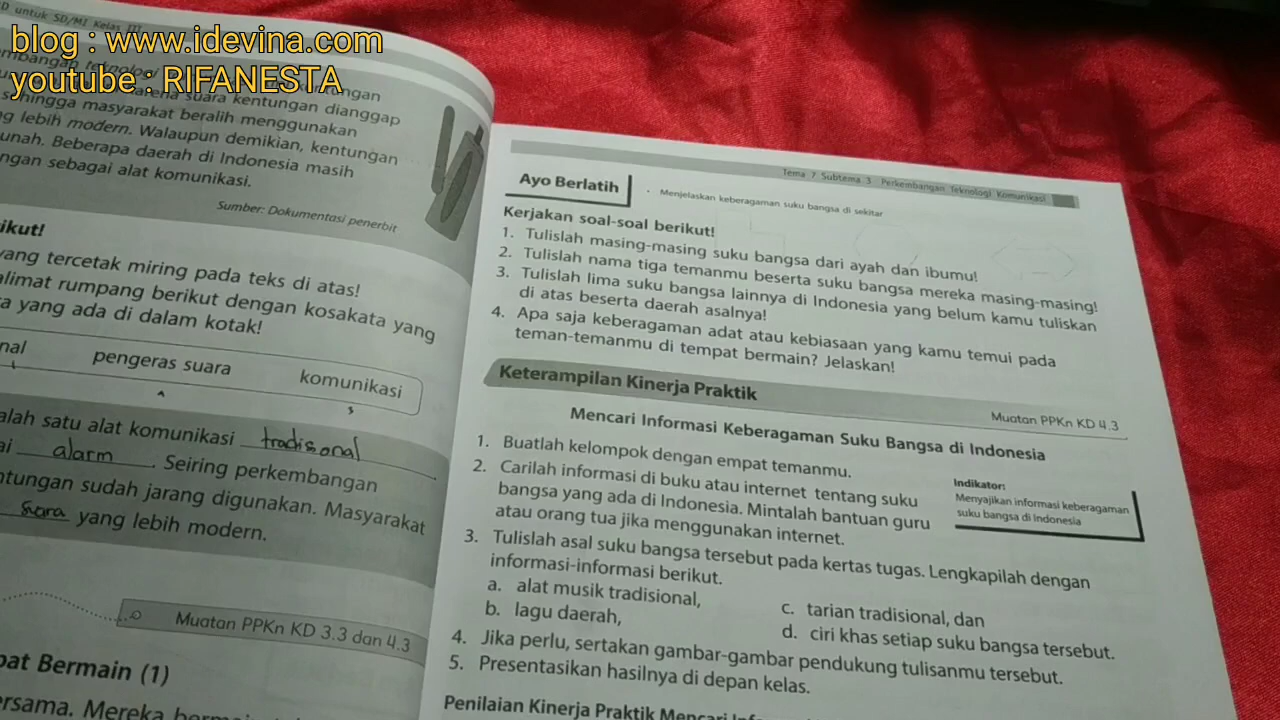 blog : www.idevina.com
youtube : RIFANESTA
D untuk SD/MI Kelas III
suara kentungan dianggap
sehingga masyarakat beralih menggunakan
lebih modern. Walaupun demikian, kentungan
unah. Beberapa daerah di Indonesia masih
ngan sebagai alat komunikasi.
Sumber: Dokumentasi penerbit
ikut!
yang tercetak miring pada teks di atas!
alimat rumpang berikut dengan kosakata yang
a yang ada di dalam kotak!
nal pengeras suara komunikasi
alah satu alat komunikasi tradisonal
ai alarm. Seiring perkembangan
ntungan sudah jarang digunakan. Masyarakat
suara yang lebih modern.
Muatan PPKn KD 3.3 dan 4.3
pat Bermain (1)
ersama. Mereka
Tema 7 Subtema 3 Perkembangan Teknologi Komunikasi
Ayo Berlatih
• Menjelaskan keberagaman suku bangsa di sekitar
Kerjakan soal-soal berikut!
1. Tulislah masing-masing suku bangsa dari ayah dan ibumu!
2. Tulislah nama tiga temanmu beserta suku bangsa mereka masing-masing!
3. Tulislah lima suku bangsa lainnya di Indonesia yang belum kamu tuliskan
di atas beserta daerah asalnya!
4. Apa saja keberagaman adat atau kebiasaan yang kamu temui pada
teman-temanmu di tempat bermain? Jelaskan!
Keterampilan Kinerja Praktik
Muatan PPKn KD 4.3
Mencari Informasi Keberagaman Suku Bangsa di Indonesia
1. Buatlah kelompok dengan empat temanmu.
2. Carilah informasi di buku atau internet tentang suku
bangsa yang ada di Indonesia. Mintalah bantuan guru
atau orang tua jika menggunakan internet.
Indikator:
Menyajikan informasi keberagaman
suku bangsa di Indonesia
3. Tulislah asal suku bangsa tersebut pada kertas tugas. Lengkapilah dengan
informasi-informasi berikut.
a. alat musik tradisional,
b. lagu daerah,
c. tarian tradisional, dan
d. ciri khas setiap suku bangsa tersebut.
4. Jika perlu, sertakan gambar-gambar pendukung tulisanmu tersebut.
5. Presentasikan hasilnya di depan kelas.
Penilaian Kinerja Praktik Mencari